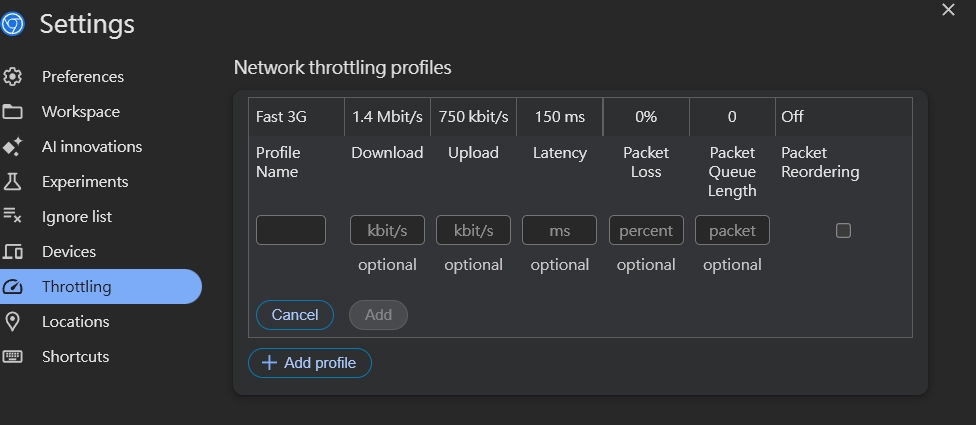 Settings
Preferences
Workspace
AI innovations
Experiments
Ignore list
Devices
Throttling
Locations
Shortcuts
Network throttling profiles
Fast 3G 1.4 Mbit/s 750 kbit/s 150 ms 0% 0 Off
Profile Name Download Upload Latency Packet Loss Packet Queue Length Packet Reordering
kbit/s kbit/s ms percent packet
optional optional optional optional optional
Cancel Add
Add profile